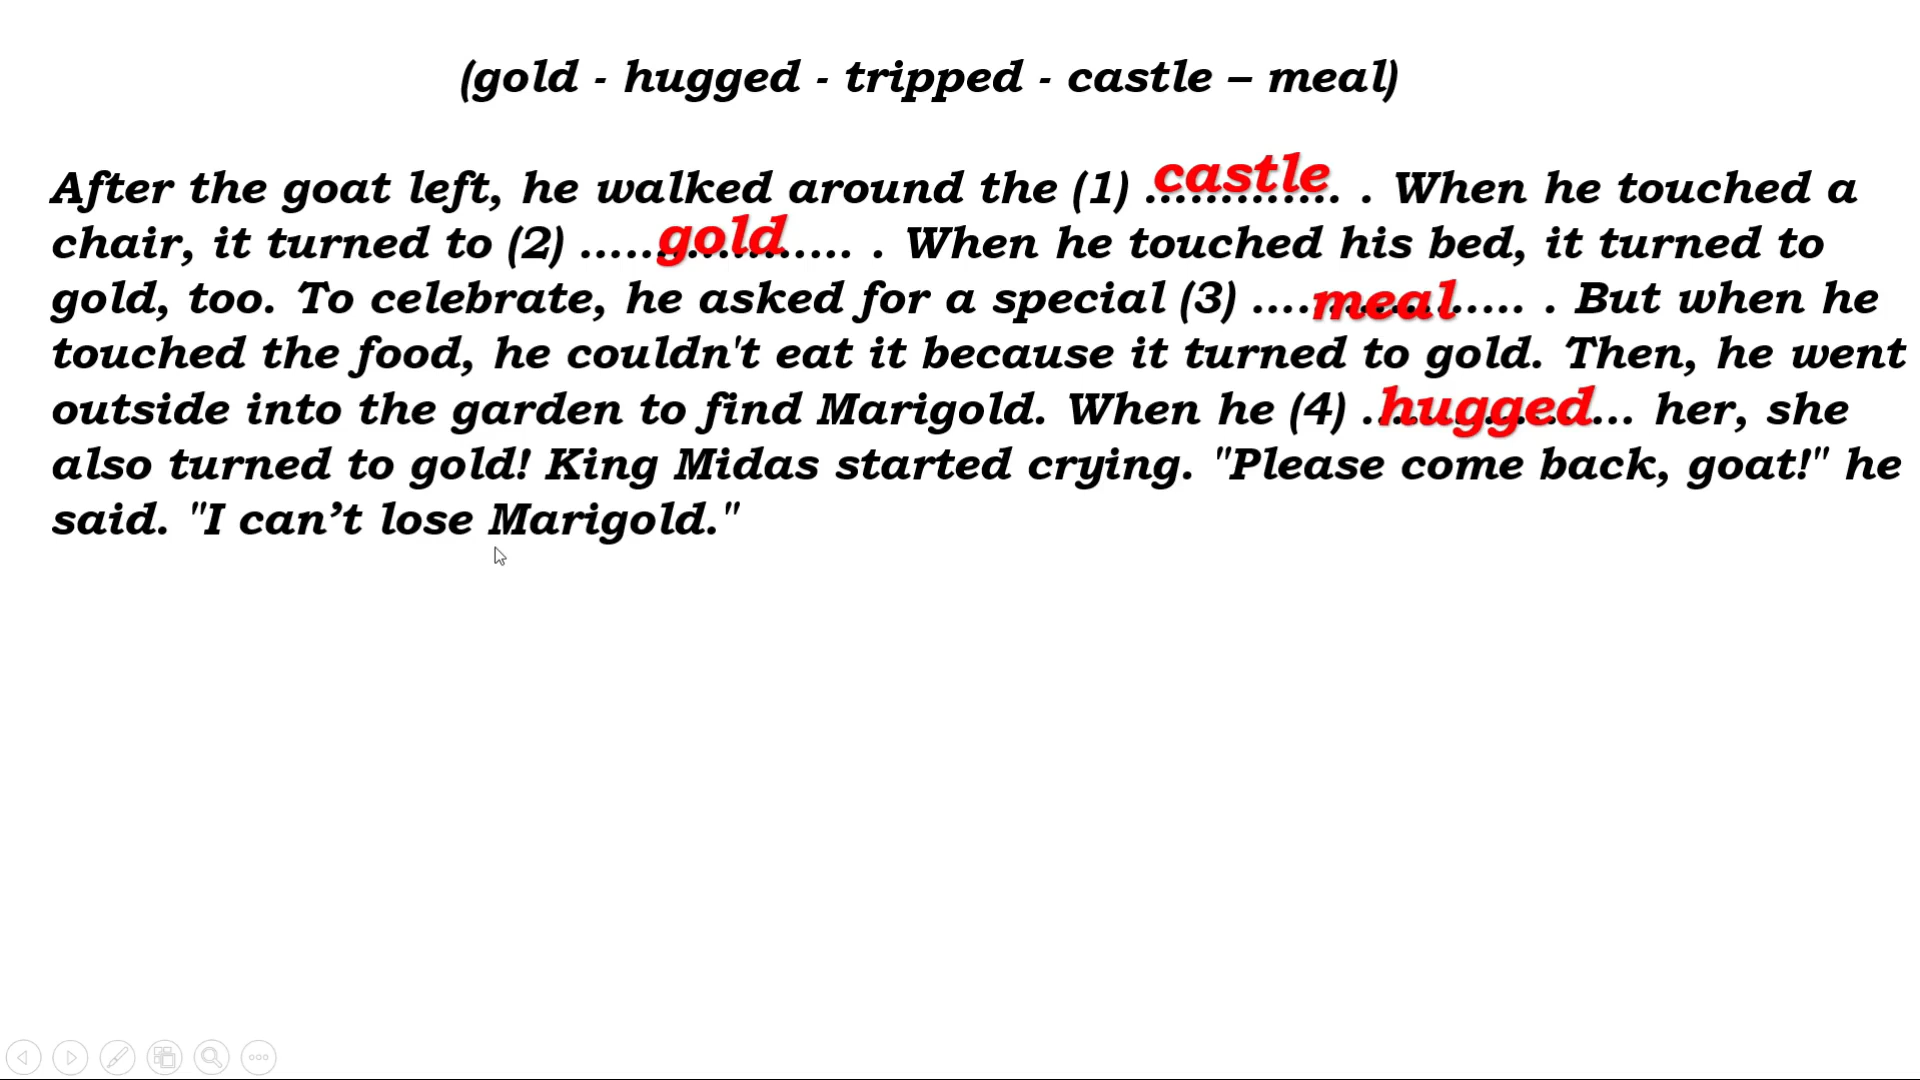 (gold - hugged - tripped - castle – meal)
After the goat left, he walked around the (1) castle............. . When he touched a
chair, it turned to (2) .....gold.............. . When he touched his bed, it turned to
gold, too. To celebrate, he asked for a special (3) ....meal.............. . But when he
touched the food, he couldn't eat it because it turned to gold. Then, he went
outside into the garden to find Marigold. When he (4) .hugged................. her, she
also turned to gold! King Midas started crying. "Please come back, goat!" he
said. "I can’t lose Marigold."